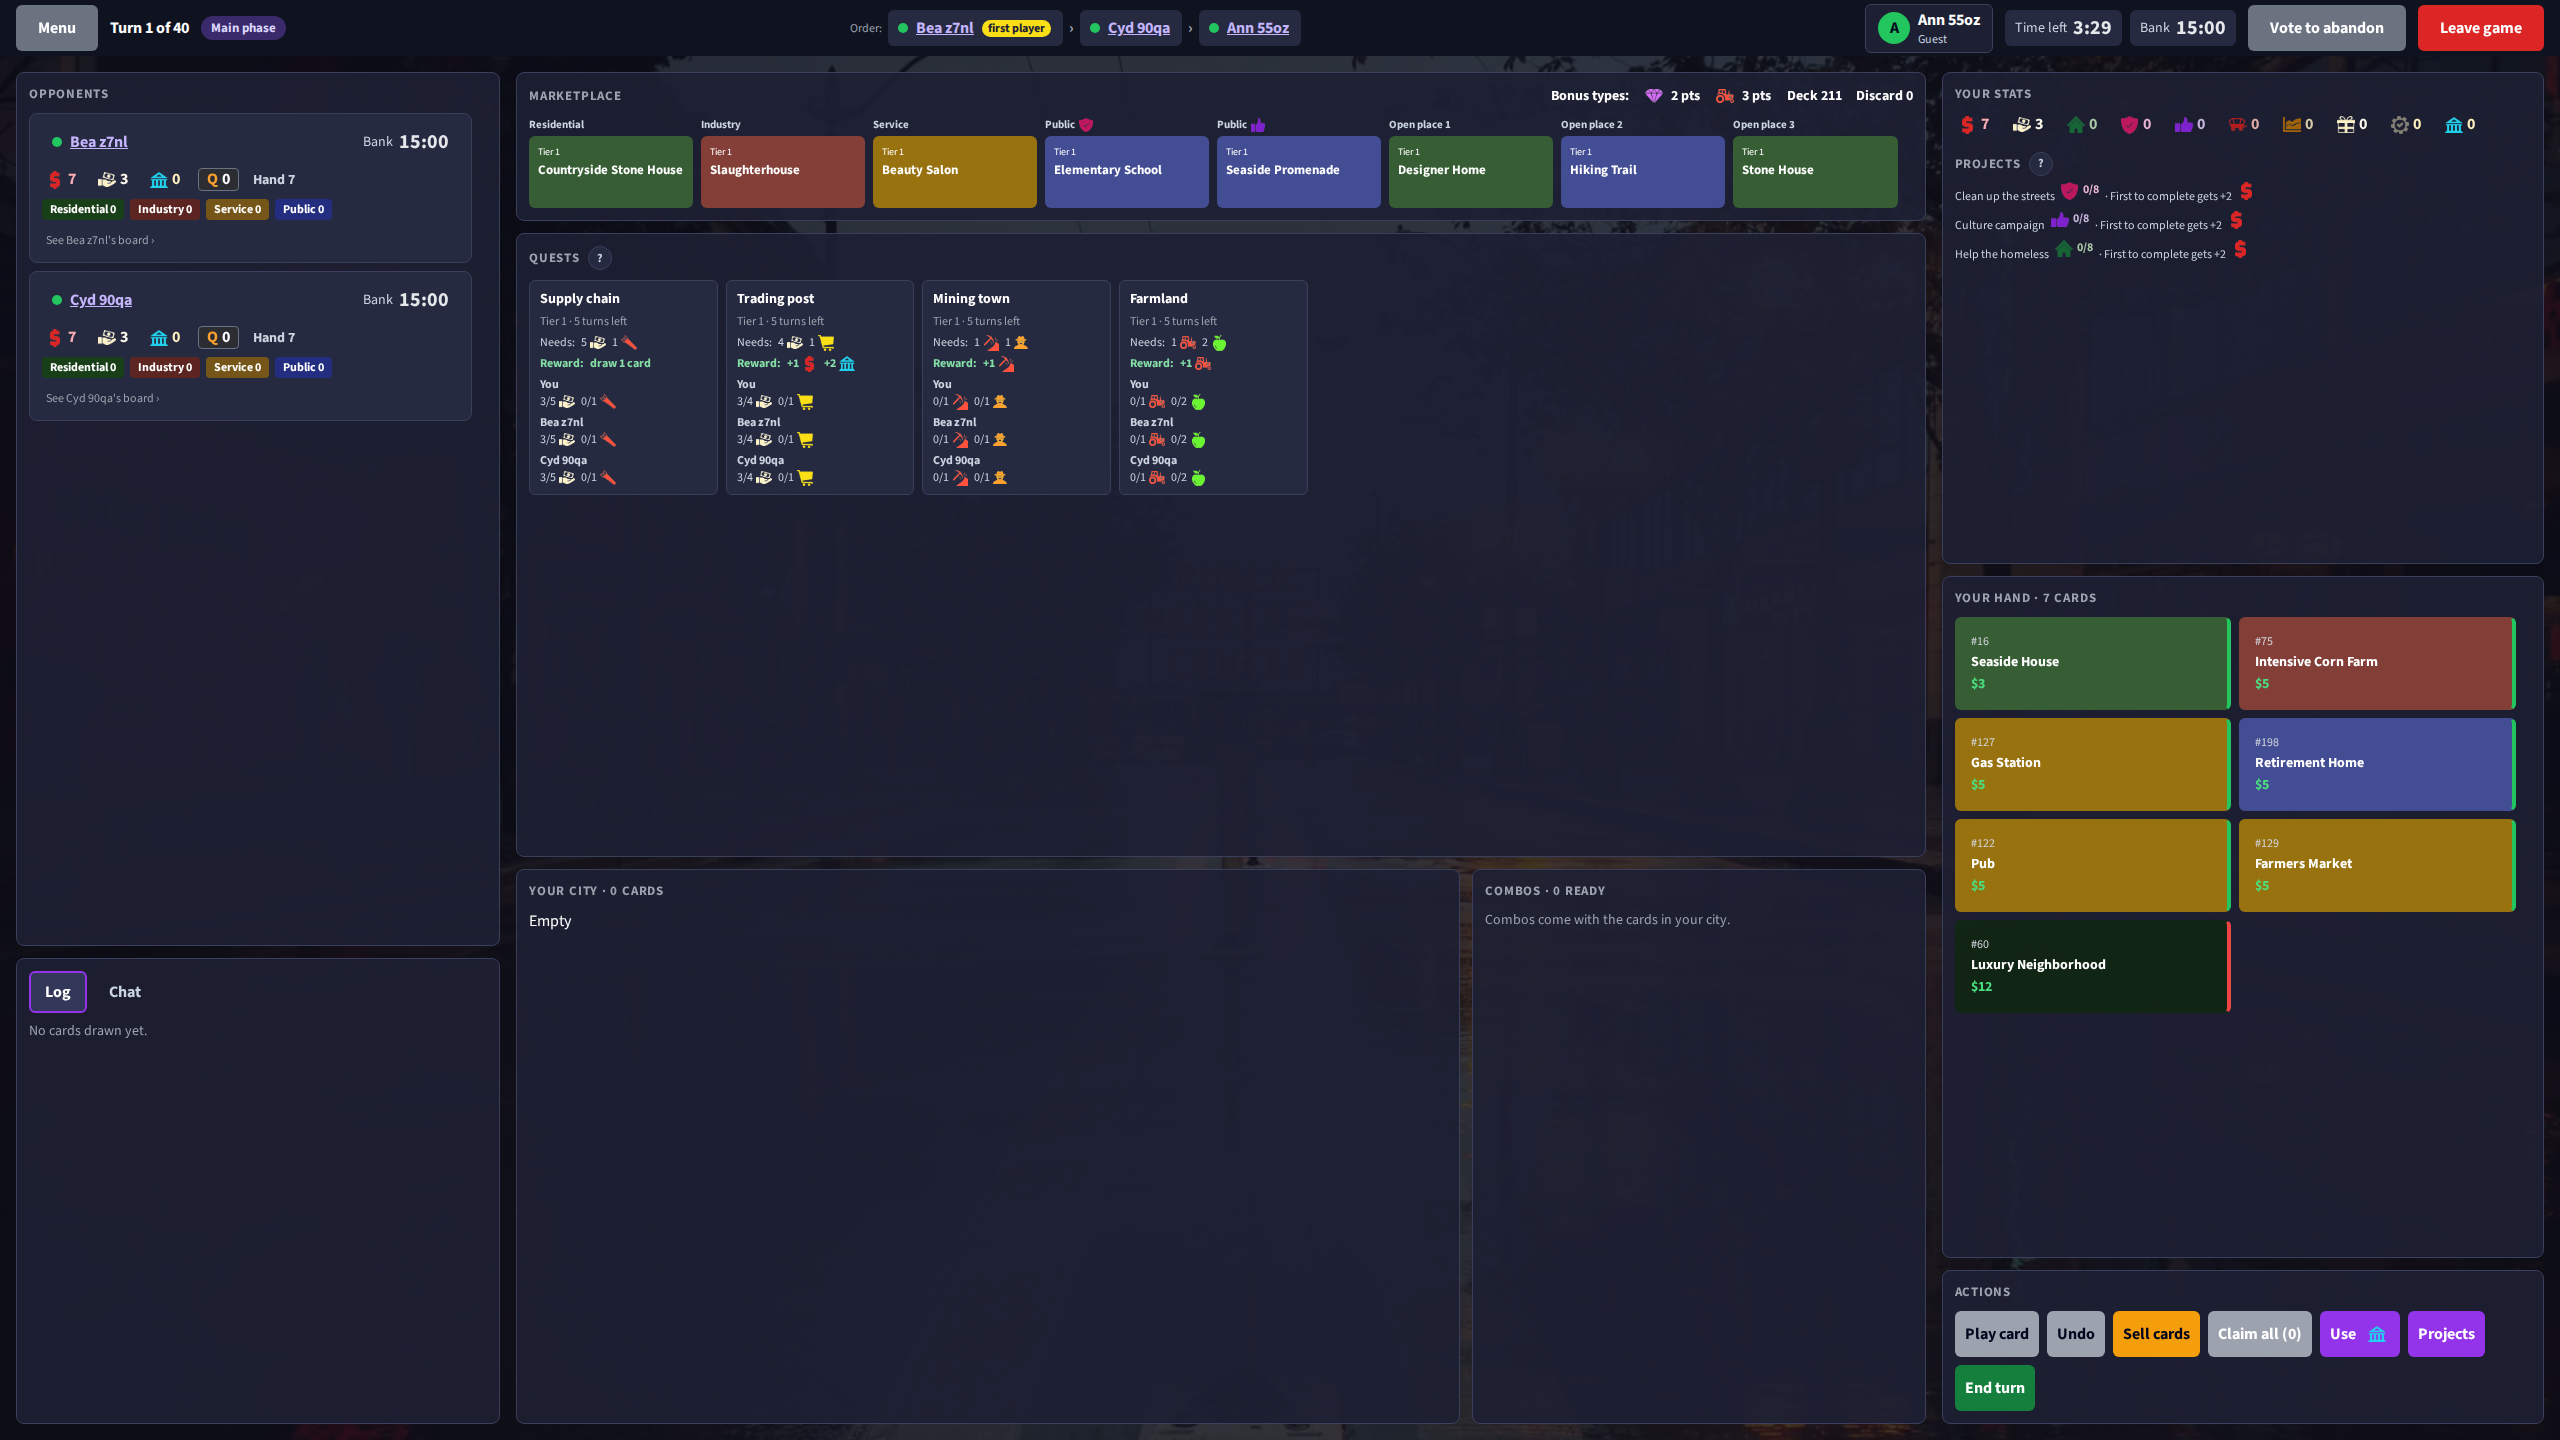 Menu
Turn 1 of 40
Main phase
Order:
Bea z7nl
first player
›
Cyd 90qa
›
Ann 55oz
A
Ann 55oz
Guest
Time left 3:29
Bank 15:00
Vote to abandon
Leave game
OPPONENTS
Bea z7nl
Bank 15:00
7
3
0
Q 0
Hand 7
Residential 0
Industry 0
Service 0
Public 0
See Bea z7nl's board ›
Cyd 90qa
Bank 15:00
7
3
0
Q 0
Hand 7
Residential 0
Industry 0
Service 0
Public 0
See Cyd 90qa's board ›
Log
Chat
No cards drawn yet.
MARKETPLACE
Bonus types: 2 pts 3 pts Deck 211 Discard 0
Residential
Tier 1
Countryside Stone House
Industry
Tier 1
Slaughterhouse
Service
Tier 1
Beauty Salon
Public
Tier 1
Elementary School
Public
Tier 1
Seaside Promenade
Open place 1
Tier 1
Designer Home
Open place 2
Tier 1
Hiking Trail
Open place 3
Tier 1
Stone House
QUESTS ?
Supply chain
Tier 1 · 5 turns left
Needs: 5 1
Reward: draw 1 card
You
3/5 0/1
Bea z7nl
3/5 0/1
Cyd 90qa
3/5 0/1
Trading post
Tier 1 · 5 turns left
Needs: 4 1
Reward: +1 $ +2
You
3/4 0/1
Bea z7nl
3/4 0/1
Cyd 90qa
3/4 0/1
Mining town
Tier 1 · 5 turns left
Needs: 1 1
Reward: +1
You
0/1 0/1
Bea z7nl
0/1 0/1
Cyd 90qa
0/1 0/1
Farmland
Tier 1 · 5 turns left
Needs: 1 2
Reward: +1
You
0/1 0/2
Bea z7nl
0/1 0/2
Cyd 90qa
0/1 0/2
YOUR CITY · 0 CARDS
Empty
COMBOS · 0 READY
Combos come with the cards in your city.
YOUR STATS
$ 7 3 0 0 0 0 0 0 0 0
PROJECTS ?
Clean up the streets 0/8 · First to complete gets +2 $
Culture campaign 0/8 · First to complete gets +2 $
Help the homeless 0/8 · First to complete gets +2 $
YOUR HAND · 7 CARDS
#16
Seaside House
$3
#75
Intensive Corn Farm
$5
#127
Gas Station
$5
#198
Retirement Home
$5
#122
Pub
$5
#129
Farmers Market
$5
#60
Luxury Neighborhood
$12
ACTIONS
Play card
Undo
Sell cards
Claim all (0)
Use
Projects
End turn